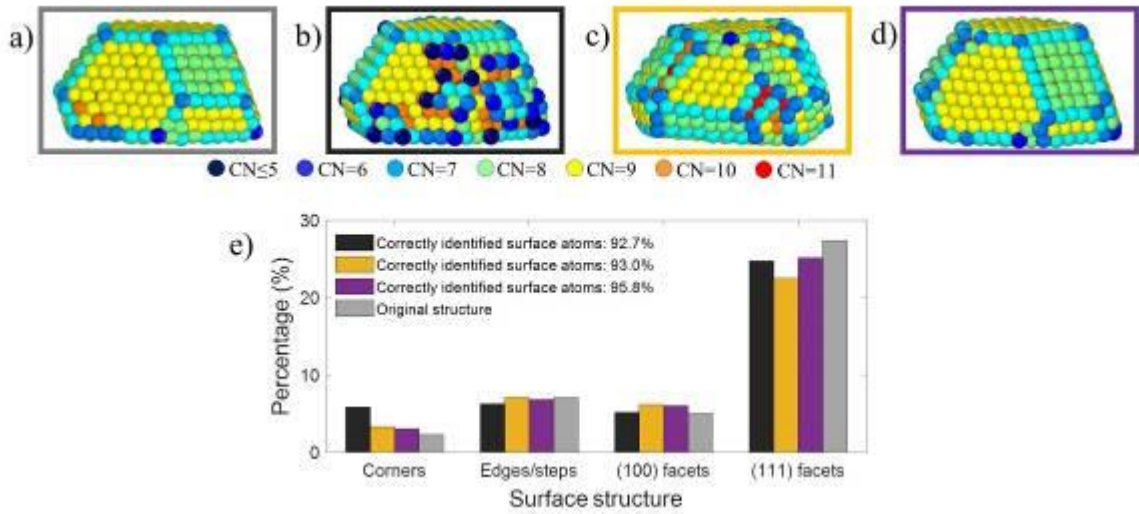 a)
b)
c)
d)
CN≤5 CN=6 CN=7 CN=8 CN=9 CN=10 CN=11
e)
30
20
10
0
Percentage (%)
Correctly identified surface atoms: 92.7%
Correctly identified surface atoms: 93.0%
Correctly identified surface atoms: 95.8%
Original structure
Corners Edges/steps (100) facets (111) facets
Surface structure